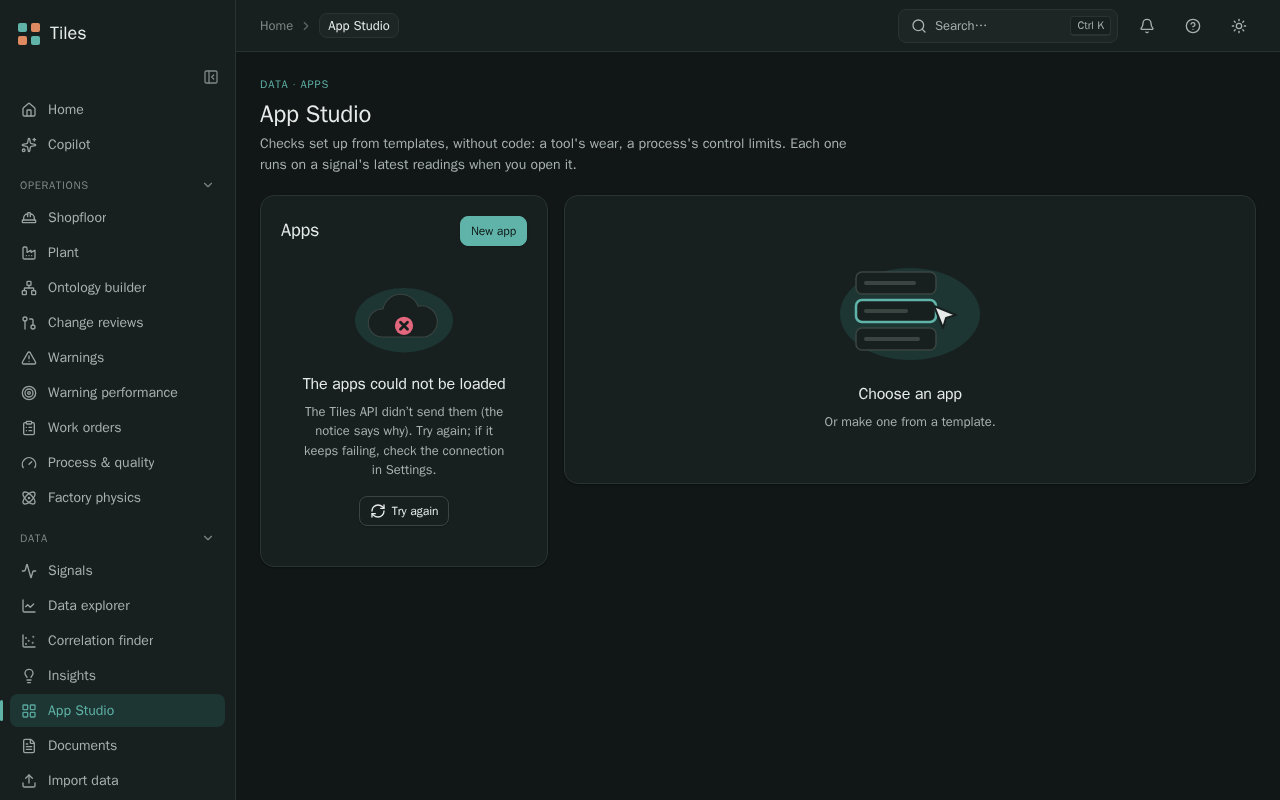 Tiles
Home
Copilot
OPERATIONS
Shopfloor
Plant
Ontology builder
Change reviews
Warnings
Warning performance
Work orders
Process & quality
Factory physics
DATA
Signals
Data explorer
Correlation finder
Insights
App Studio
Documents
Import data
Home
App Studio
Search⋯
Ctrl K
DATA · APPS
App Studio
Checks set up from templates, without code: a tool's wear, a process's control limits. Each one
runs on a signal's latest readings when you open it.
Apps
New app
The apps could not be loaded
The Tiles API didn't send them (the
notice says why). Try again; if it
keeps failing, check the connection
in Settings.
Try again
Choose an app
Or make one from a template.